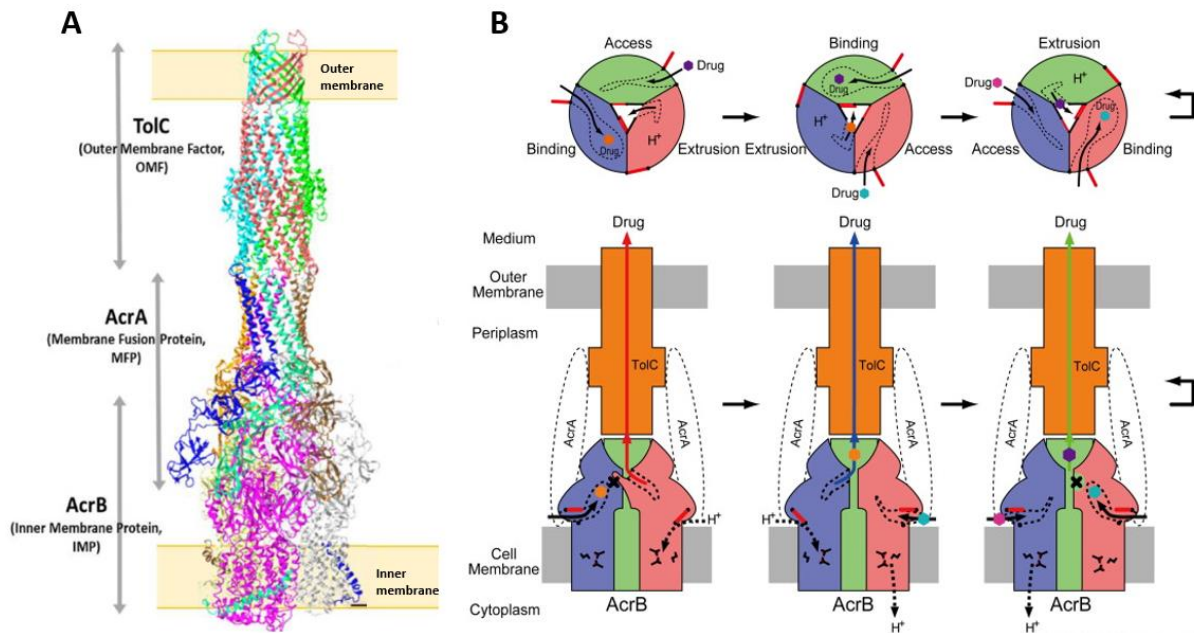 A
Outer
membrane
TolC
(Outer Membrane Factor,
OMF)
AcrA
(Membrane Fusion Protein,
MFP)
AcrB
(Inner Membrane Protein,
IMP)
Inner
membrane
B
Access
Drug
Drug
H+
Binding
Extrusion
Binding
Drug
H+
Extrusion
Access
Drug
Extrusion
Drug
H+
Drug
Access
Binding
Drug
Drug
Drug
Medium
Outer
Membrane
Periplasm
TolC
TolC
TolC
AcrA
AcrA
AcrA
AcrA
AcrA
AcrA
H+
H+
Cell
Membrane
Cytoplasm
AcrB
AcrB
AcrB
H+
H+